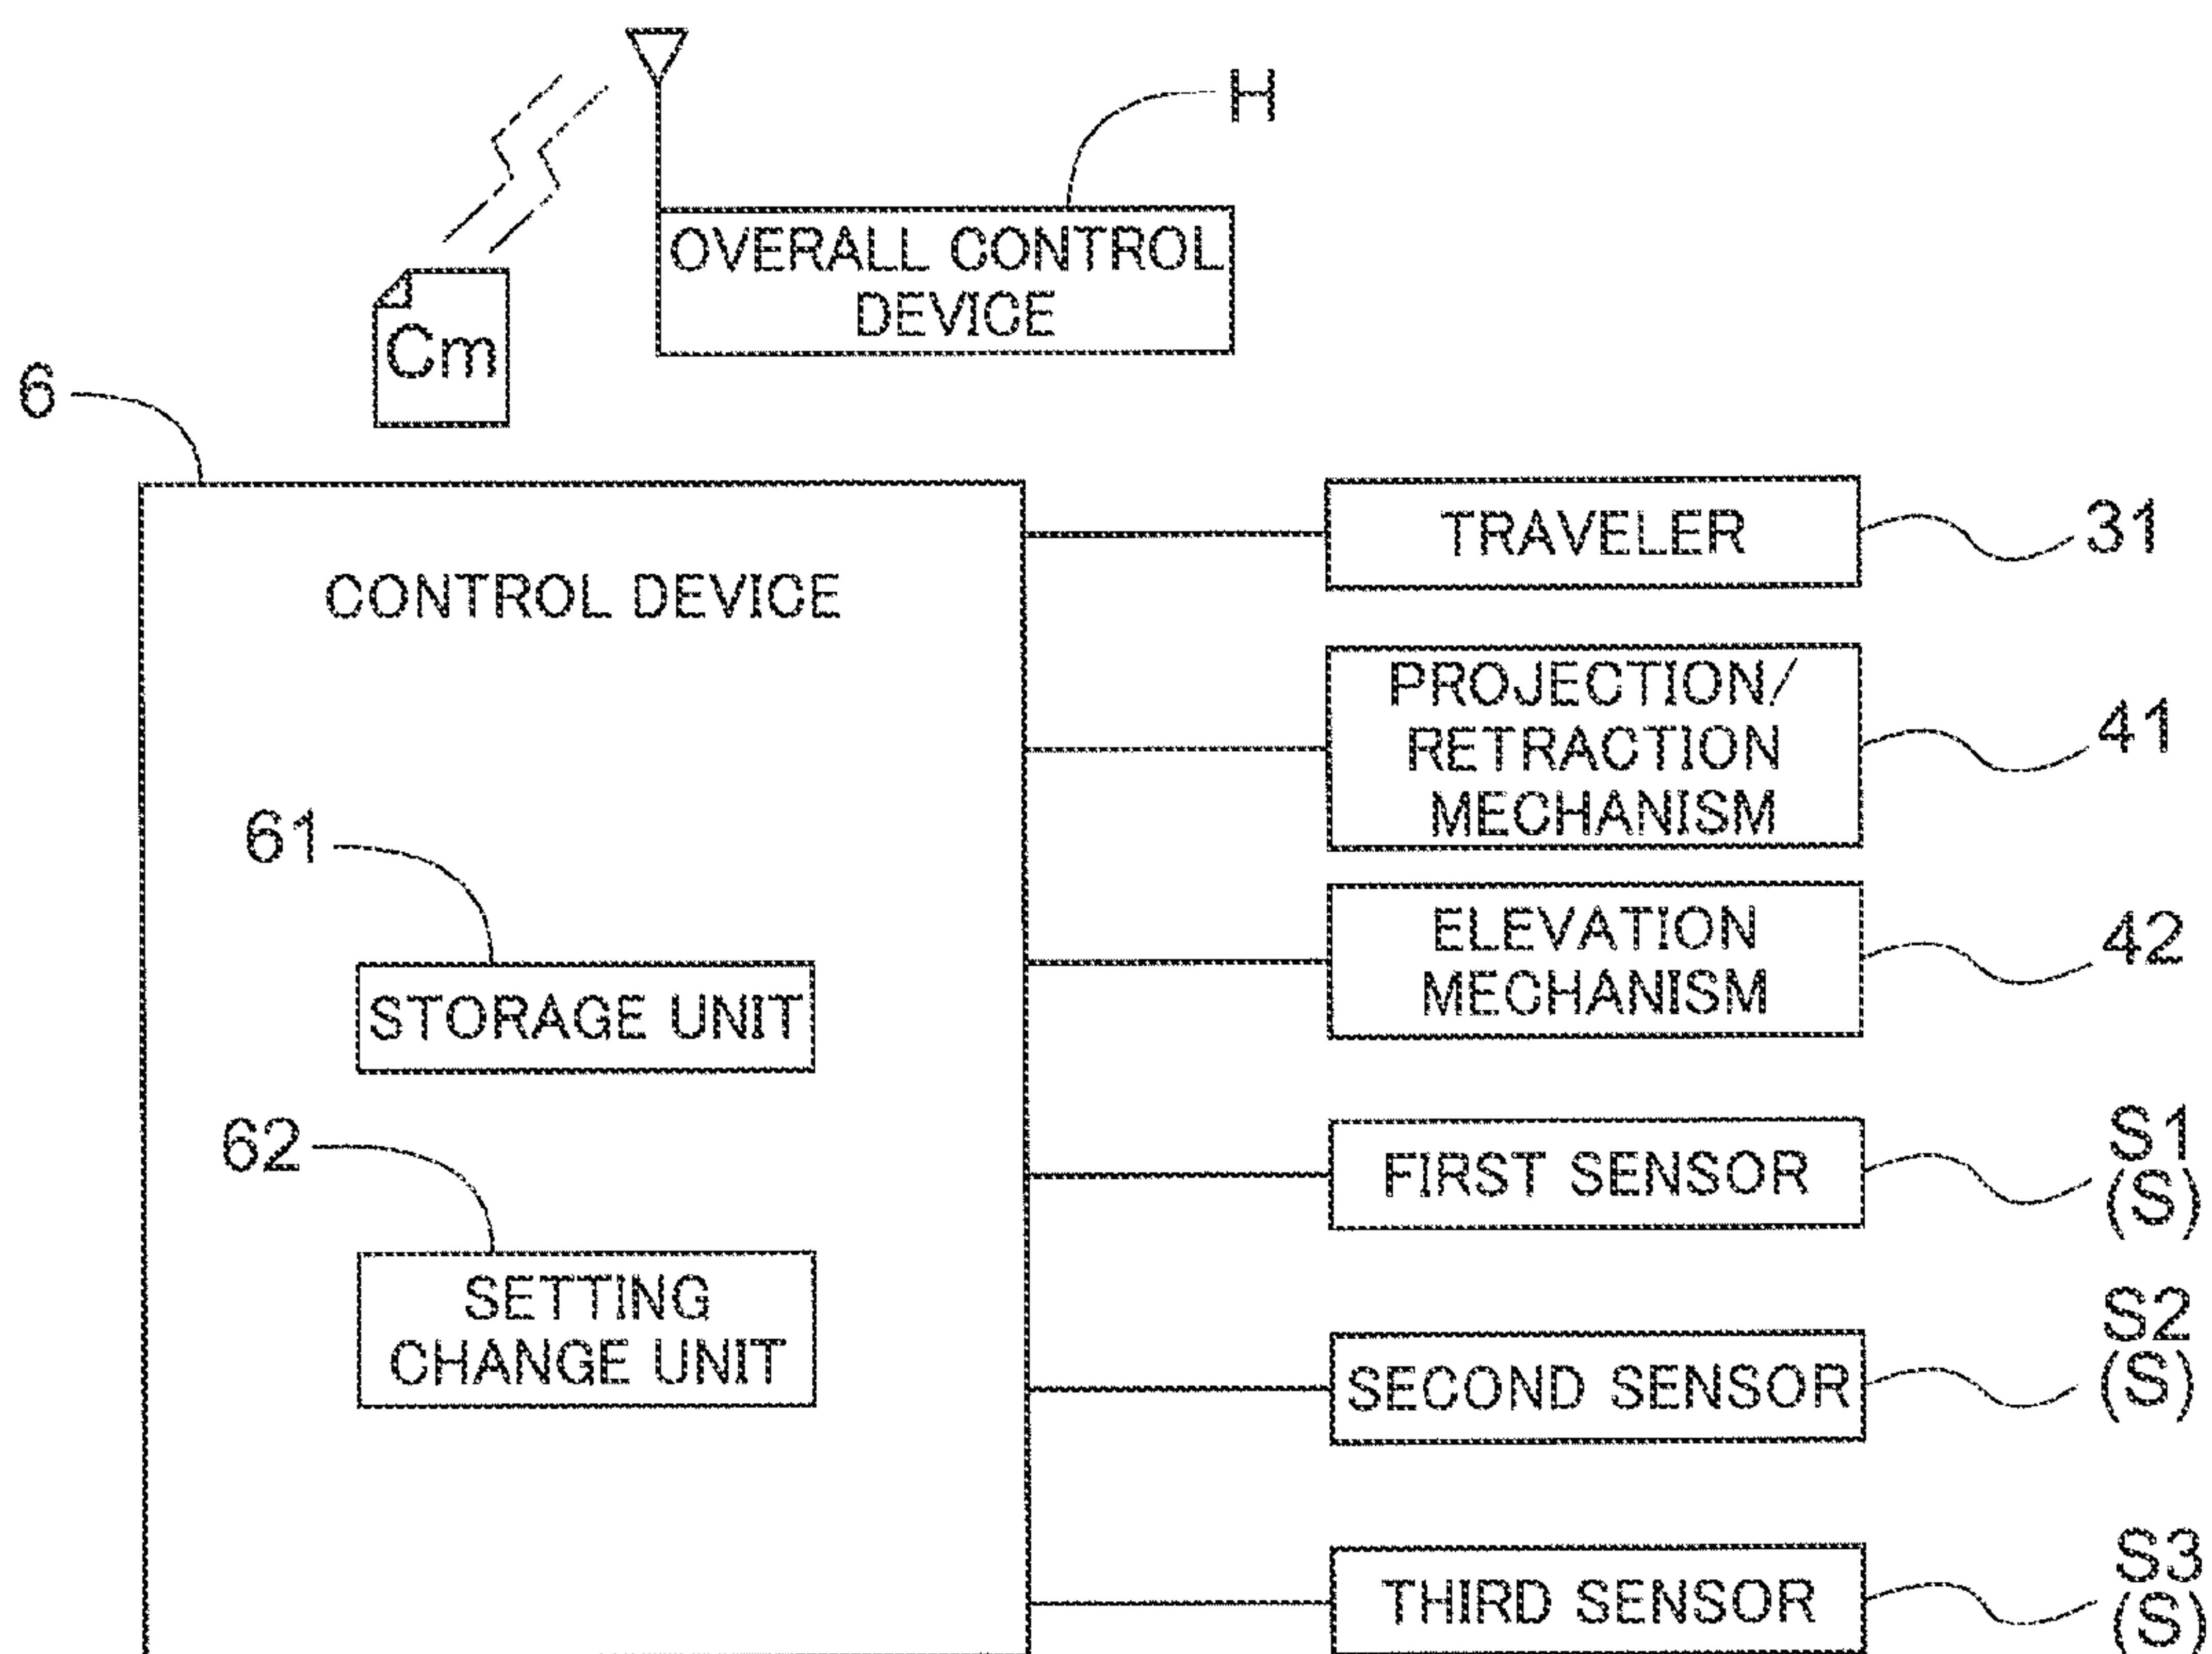 H
OVERALL CONTROL
DEVICE
Cm
6
CONTROL DEVICE
TRAVELER
31
PROJECTION/
RETRACTION
MECHANISM
41
61
STORAGE UNIT
ELEVATION
MECHANISM
42
62
SETTING
CHANGE UNIT
FIRST SENSOR
S1
(S)
SECOND SENSOR
S2
(S)
THIRD SENSOR
S3
(S)